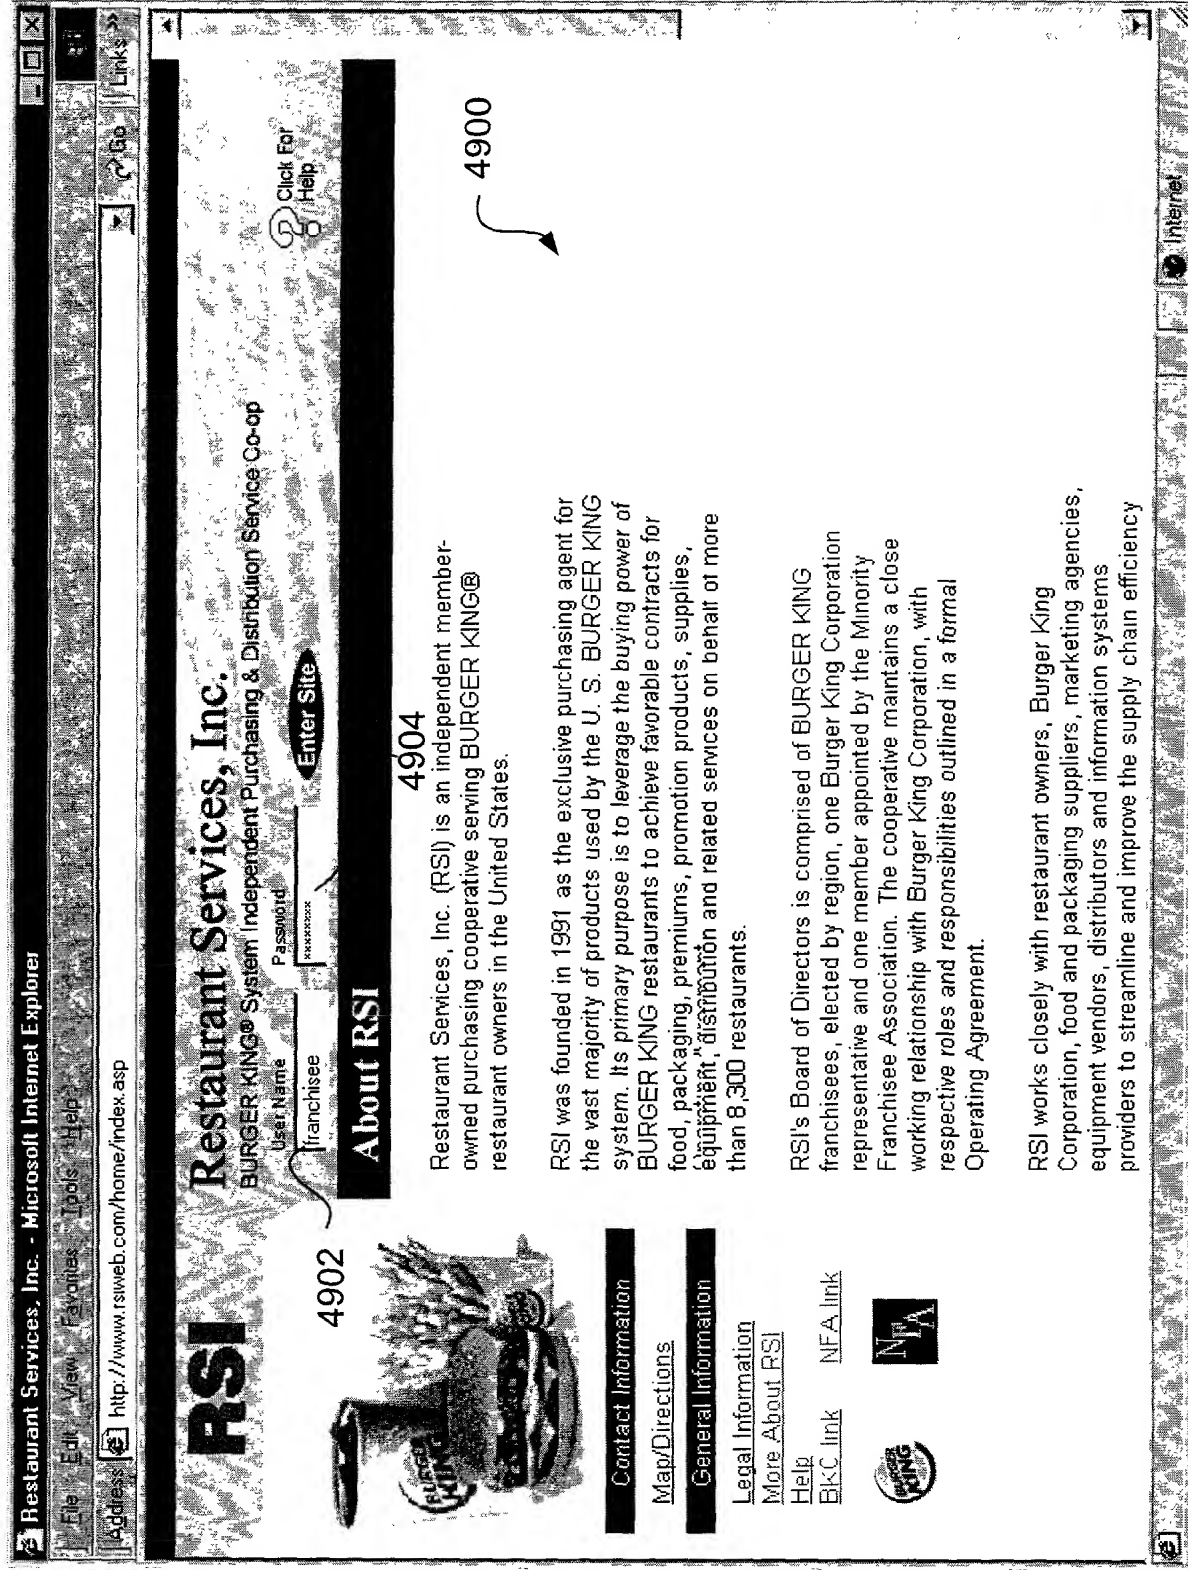 Restaurant Services, Inc. - Microsoft Internet Explorer
File Edit View Favorites Tools Help
Address http://www.rsiweb.com/home/index.asp Go Links »
RSI
Restaurant Services, Inc.
BURGER KING® System Independent Purchasing & Distribution Service Co-op
User Name Password
franchisee xxxxxxxx Enter Site
Click For
Help
4902
About RSI
4904
4900
BURGER
KING
Contact Information
Map/Directions
General Information
Legal Information
More About RSI
Help
BKC link NFA link
BURGER
KING
NFA
Restaurant Services, Inc. (RSI) is an independent member-
owned purchasing cooperative serving BURGER KING®
restaurant owners in the United States.
RSI was founded in 1991 as the exclusive purchasing agent for
the vast majority of products used by the U. S. BURGER KING
system. Its primary purpose is to leverage the buying power of
BURGER KING restaurants to achieve favorable contracts for
food, packaging, premiums, promotion products, supplies,
equipment, distribution and related services on behalf of more
than 8,300 restaurants.
RSI's Board of Directors is comprised of BURGER KING
franchisees, elected by region, one Burger King Corporation
representative and one member appointed by the Minority
Franchisee Association. The cooperative maintains a close
working relationship with Burger King Corporation, with
respective roles and responsibilities outlined in a formal
Operating Agreement.
RSI works closely with restaurant owners, Burger King
Corporation, food and packaging suppliers, marketing agencies,
equipment vendors, distributors and information systems
providers to streamline and improve the supply chain efficiency
Internet